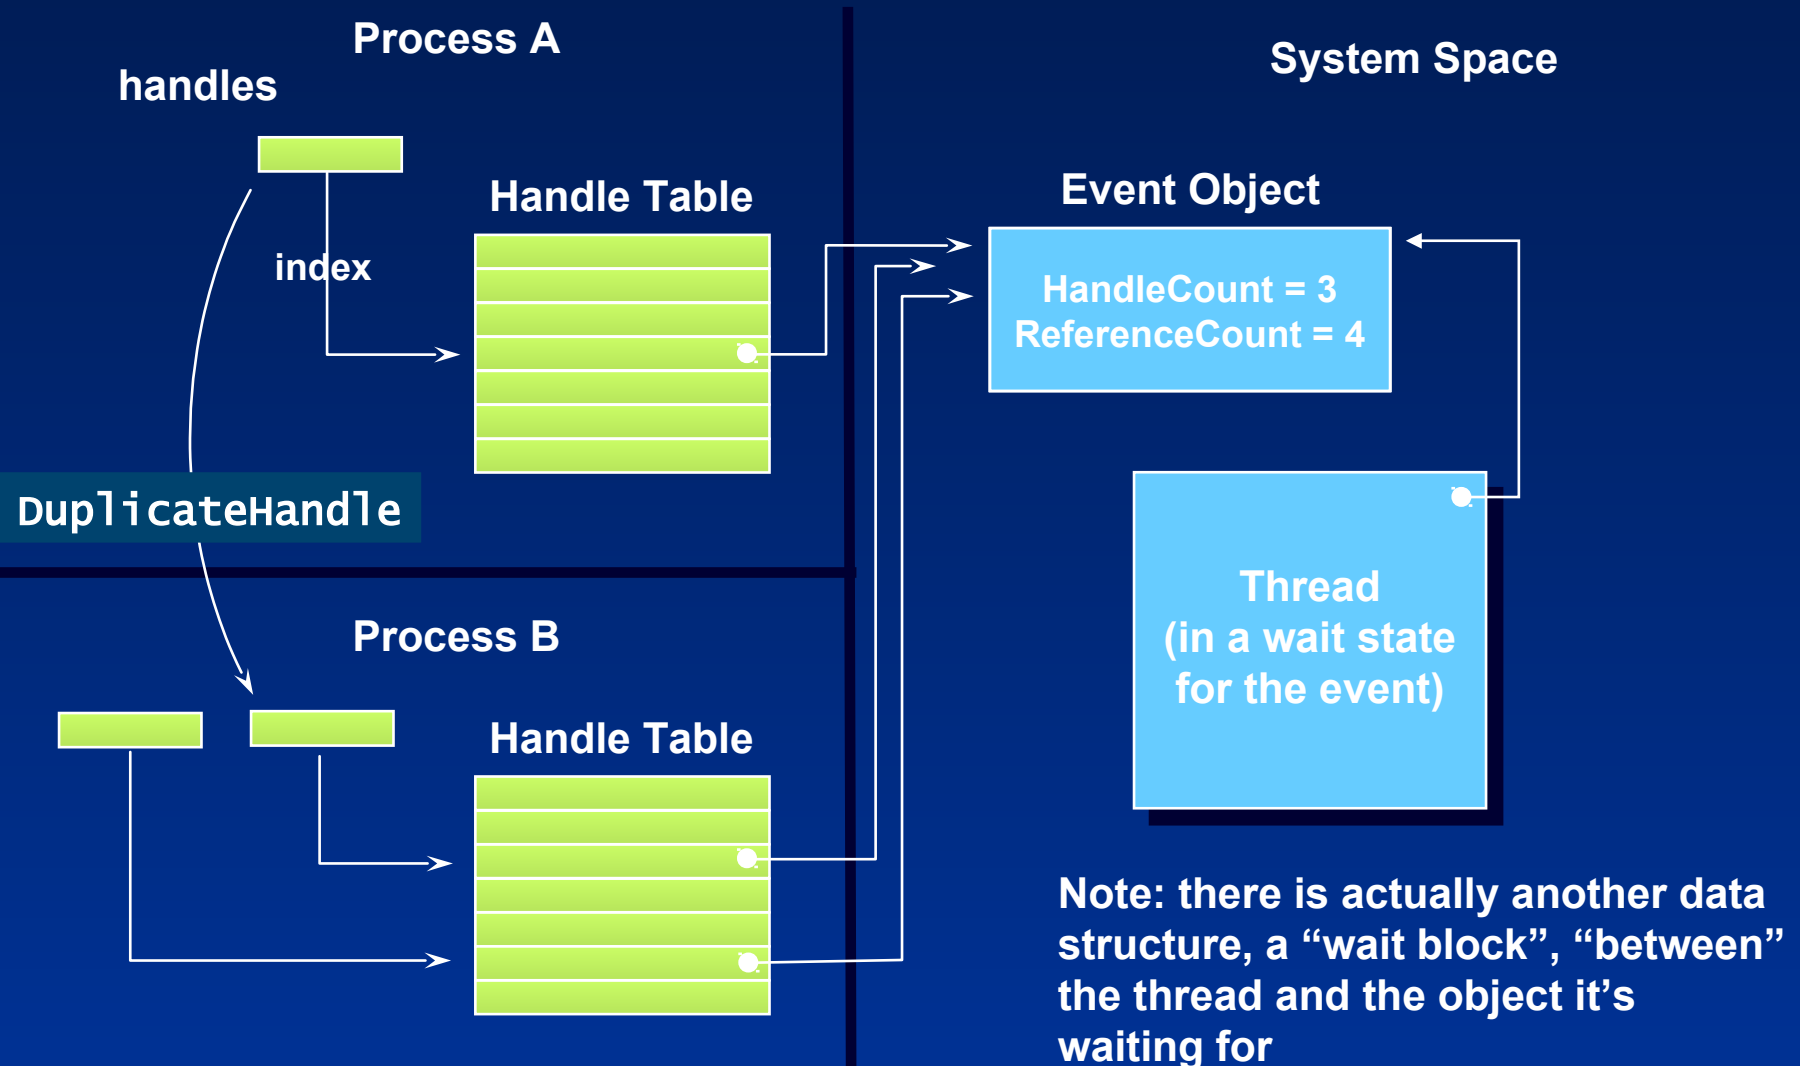 Process A
handles
Handle Table
index
DuplicateHandle
Process B
Handle Table
System Space
Event Object
HandleCount = 3
ReferenceCount = 4
Thread
(in a wait state
for the event)
Note: there is actually another data
structure, a “wait block”, “between”
the thread and the object it’s
waiting for